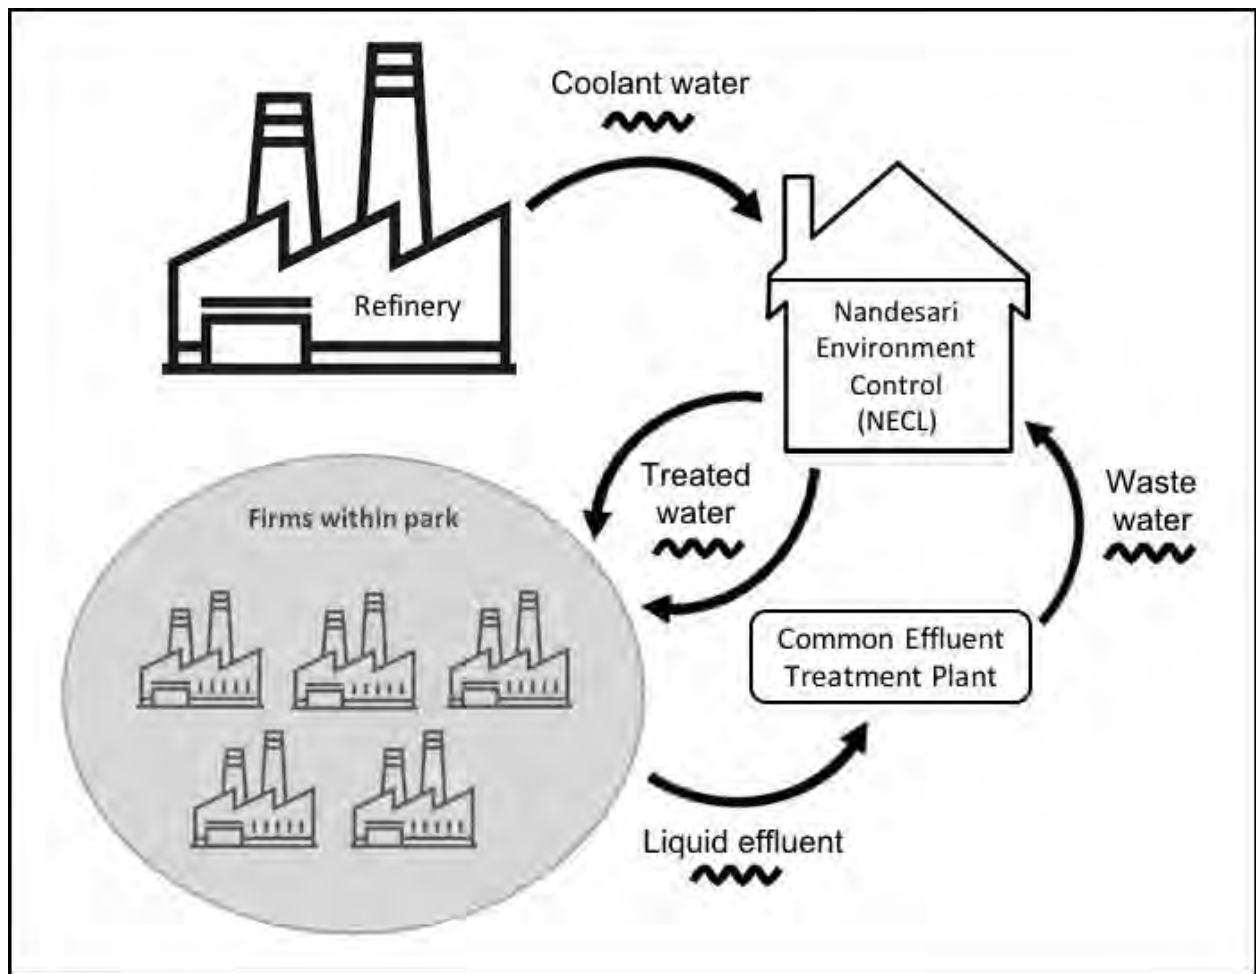 Coolant water
Refinery
Nandesari
Environment
Control
(NECL)
Treated
water
Waste
water
Firms within park
Common Effluent
Treatment Plant
Liquid effluent